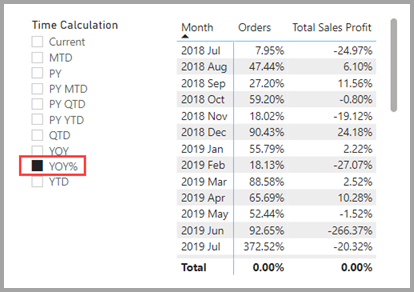 Time Calculation
Current
MTD
PY
PY MTD
PY QTD
PY YTD
QTD
YOY
YOY%
YTD
Month Orders Total Sales Profit
2018 Jul 7.95% -24.97%
2018 Aug 47.44% 6.10%
2018 Sep 27.20% 11.56%
2018 Oct 59.20% -0.80%
2018 Nov 18.02% -19.12%
2018 Dec 90.43% 24.18%
2019 Jan 55.79% 2.22%
2019 Feb 18.13% -27.07%
2019 Mar 88.58% 2.52%
2019 Apr 65.69% 10.28%
2019 May 52.44% -1.52%
2019 Jun 92.65% -266.37%
2019 Jul 372.52% -20.32%
Total 0.00% 0.00%